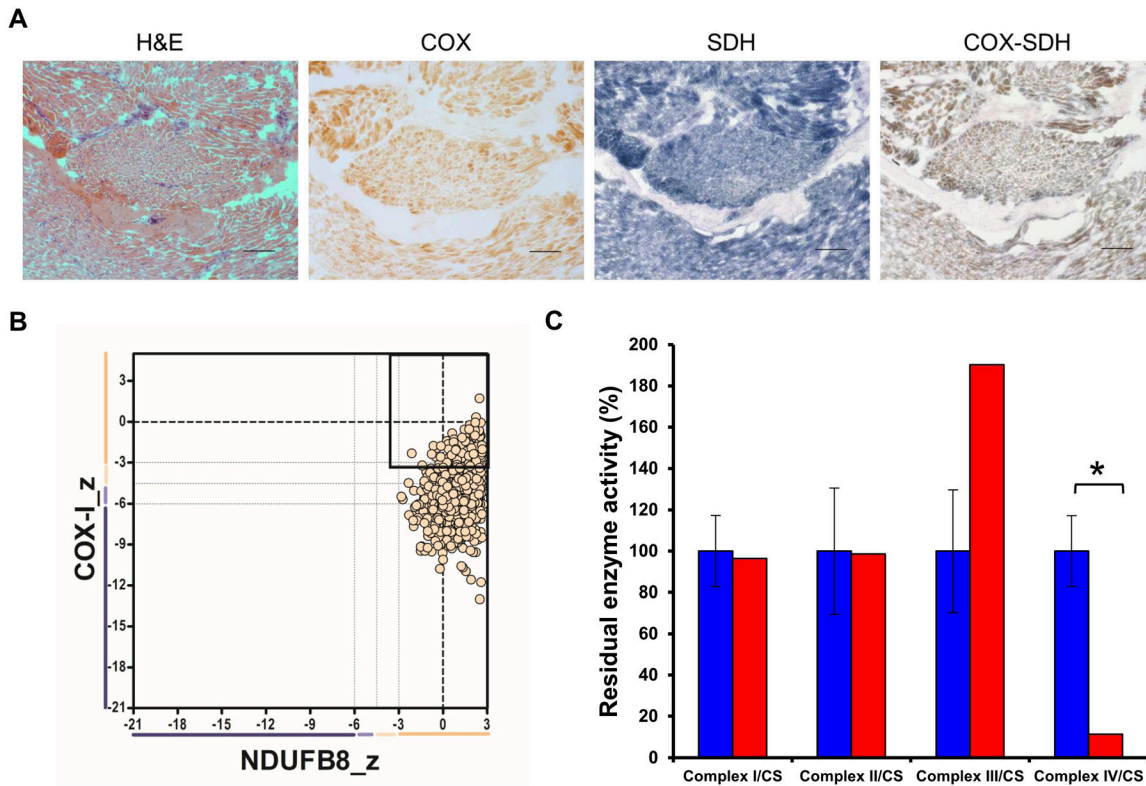 A
H&E COX SDH COX-SDH
B
COX-I_z
3
0
-3
-6
-9
-12
-15
-18
-21
-21 -18 -15 -12 -9 -6 -3 0 3
NDUFB8_z
C
Residual enzyme activity (%)
200
180
160
140
120
100
80
60
40
20
0
*
Complex I/CS Complex II/CS Complex III/CS Complex IV/CS